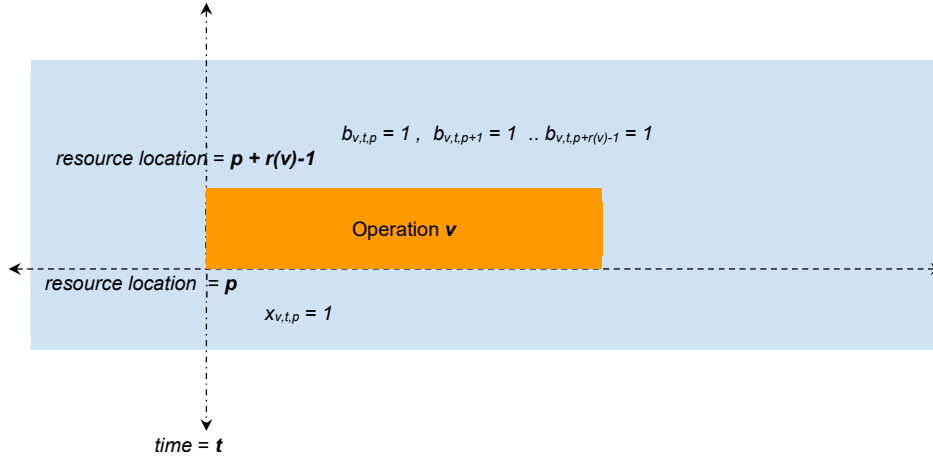 b_{v,t,p} = 1 ,  b_{v,t,p+1} = 1  .. b_{v,t,p+r(v)-1} = 1
resource location = p + r(v)-1
Operation v
resource location = p
x_{v,t,p} = 1
time = t